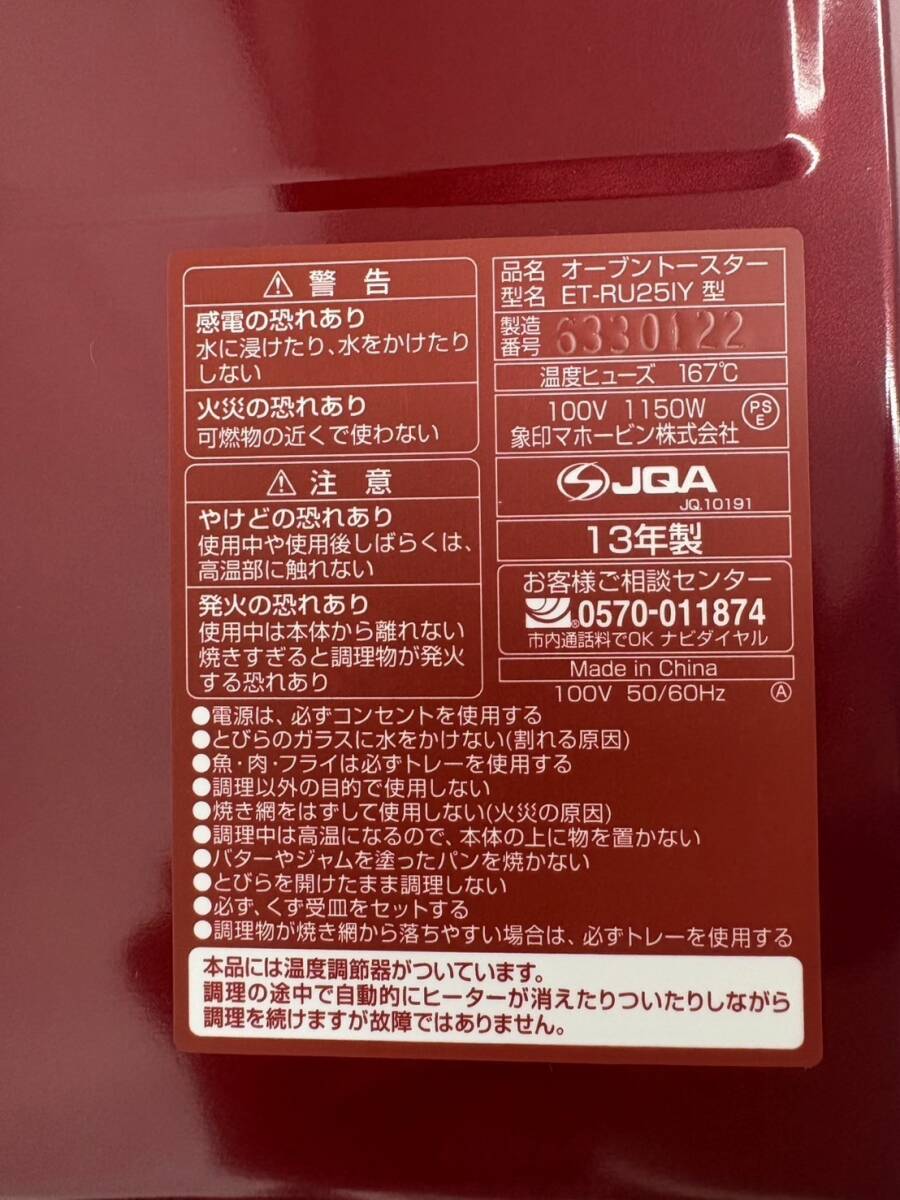 警告
感電の恐れあり
水に浸けたり、水をかけたり
しない
火災の恐れあり
可燃物の近くで使わない
注意
やけどの恐れあり
使用中や使用後しばらくは、
高温部に触れない
発火の恐れあり
使用中は本体から離れない
焼きすぎると調理物が発火
する恐れあり
品名 オーブントースター
型名 ET-RU25IY 型
製造
番号 6330122
温度ヒューズ 167℃
100V 1150W
PS
E
象印マホービン株式会社
JQA
JQ.10191
13年製
お客様ご相談センター
0570-011874
市内通話料でOK ナビダイヤル
Made in China
100V 50/60Hz Ⓐ
●電源は、必ずコンセントを使用する
●とびらのガラスに水をかけない(割れる原因)
●魚・肉・フライは必ずトレーを使用する
●調理以外の目的で使用しない
●焼き網をはずして使用しない(火災の原因)
●調理中は高温になるので、本体の上に物を置かない
●バターやジャムを塗ったパンを焼かない
●とびらを開けたまま調理しない
●必ず、くず受皿をセットする
●調理物が焼き網から落ちやすい場合は、必ずトレーを使用する
本品には温度調節器がついています。
調理の途中で自動的にヒーターが消えたりついたりしながら
調理を続けますが故障ではありません。